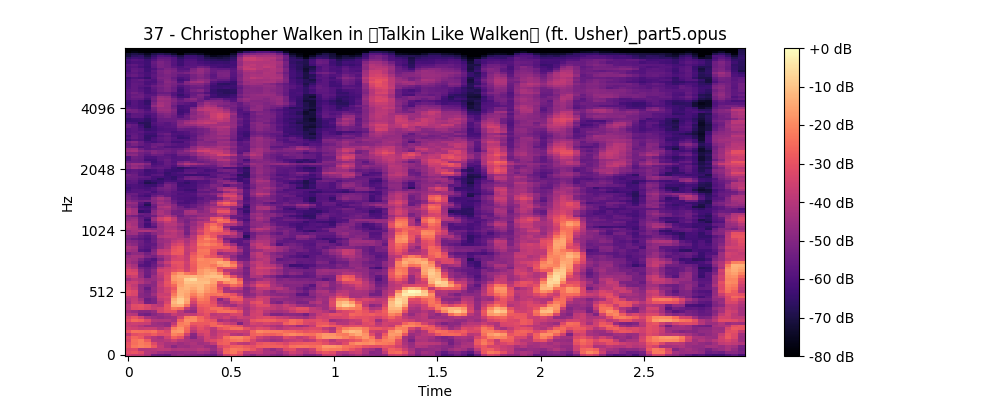 37 - Christopher Walken in ▯Talkin Like Walken▯ (ft. Usher)_part5.opus
4096
2048
1024
512
0
Hz
0
0.5
1
1.5
2
2.5
Time
+0 dB
-10 dB
-20 dB
-30 dB
-40 dB
-50 dB
-60 dB
-70 dB
-80 dB